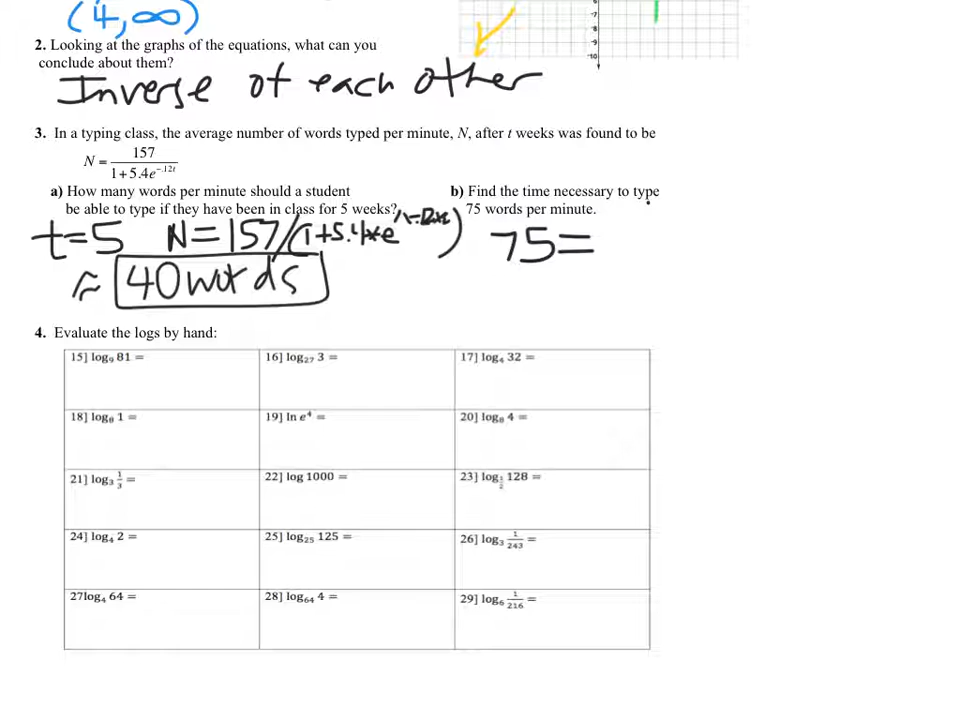 (4,∞)
-7
-8
-9
-10
2. Looking at the graphs of the equations, what can you
conclude about them?
Inverse of each other
3. In a typing class, the average number of words typed per minute, N, after t weeks was found to be
N = 157 / 1+5.4e^-.12t
a) How many words per minute should a student
be able to type if they have been in class for 5 weeks?
b) Find the time necessary to type
75 words per minute.
t=5 N=157/(1+5.4*e^
75=
≈ 40 words
4. Evaluate the logs by hand:
15] log₉ 81 =
16] log₂₇ 3 =
17] log₄ 32 =
18] log₈ 1 =
19] ln e⁴ =
20] log₈ 4 =
21] log₃ 1/3 =
22] log 1000 =
23] log_1/2 128 =
24] log₄ 2 =
25] log₂₅ 125 =
26] log₃ 1/243 =
27log₄ 64 =
28] log₆₄ 4 =
29] log₆ 1/216 =